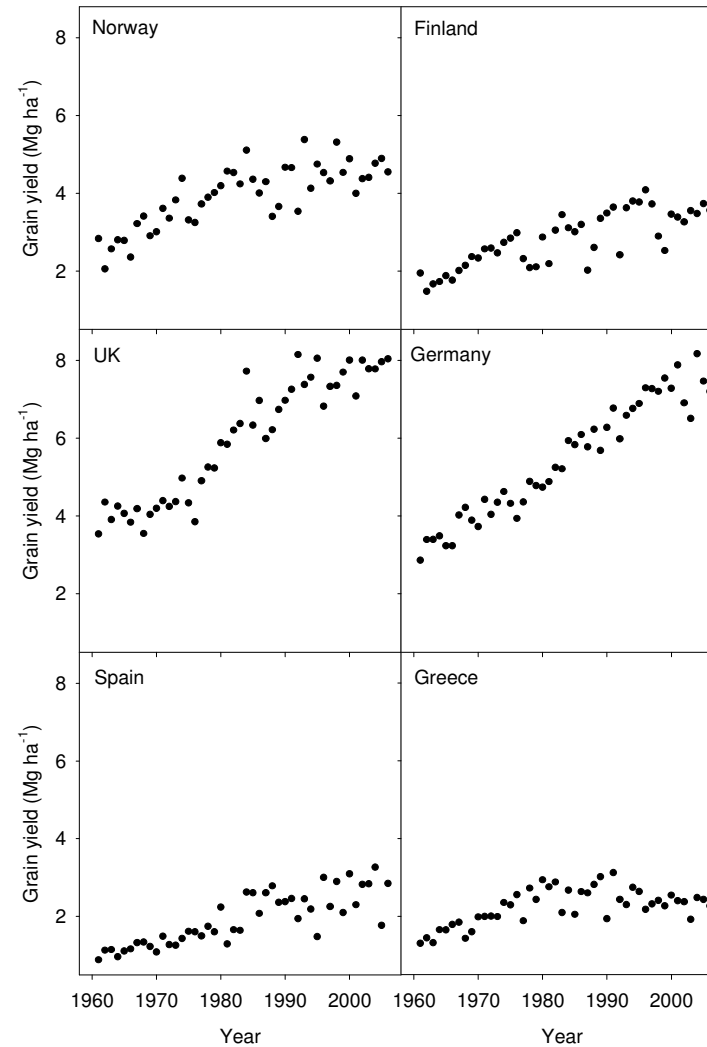 Norway
Finland
8
6
4
2
Grain yield (Mg ha⁻¹)
UK
Germany
8
6
4
2
Grain yield (Mg ha⁻¹)
Spain
Greece
8
6
4
2
Grain yield (Mg ha⁻¹)
1960 1970 1980 1990 2000 1960 1970 1980 1990 2000
Year Year